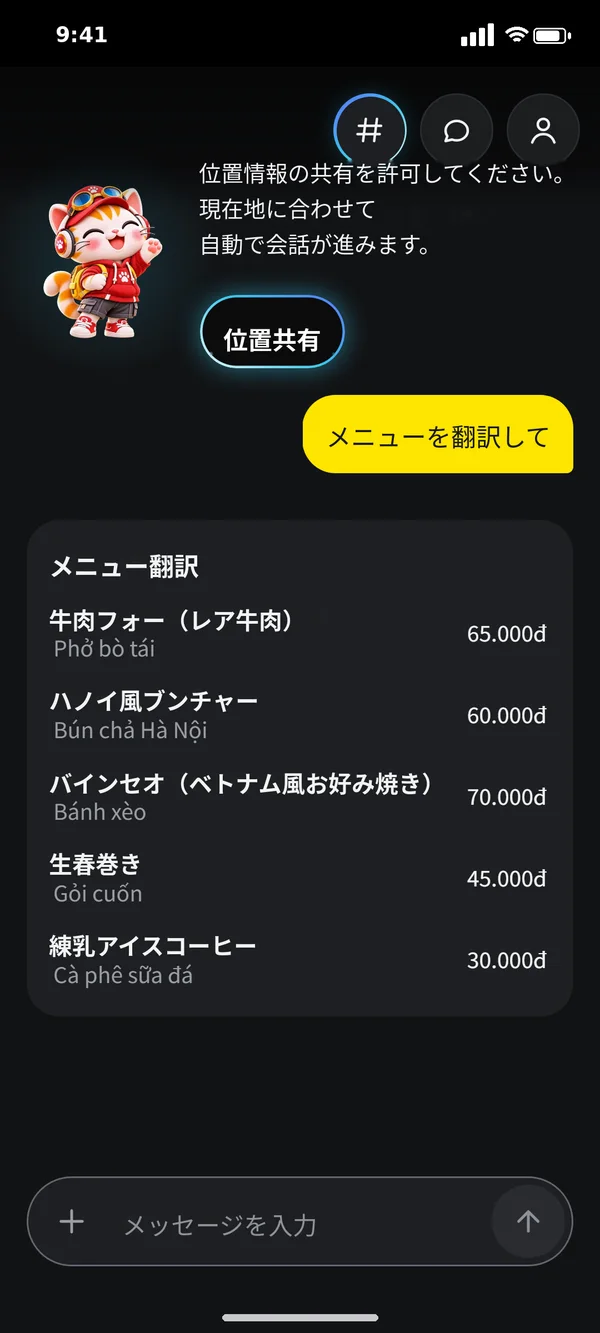 9:41
位置情報の共有を許可してください。
現在地に合わせて
自動で会話が進みます。
位置共有
メニューを翻訳して
メニュー翻訳
牛肉フォー（レア牛肉）
Phở bò tái
65.000đ
ハノイ風ブンチャー
Bún chả Hà Nội
60.000đ
バインセオ（ベトナム風お好み焼き）
Bánh xèo
70.000đ
生春巻き
Gỏi cuốn
45.000đ
練乳アイスコーヒー
Cà phê sữa đá
30.000đ
メッセージを入力